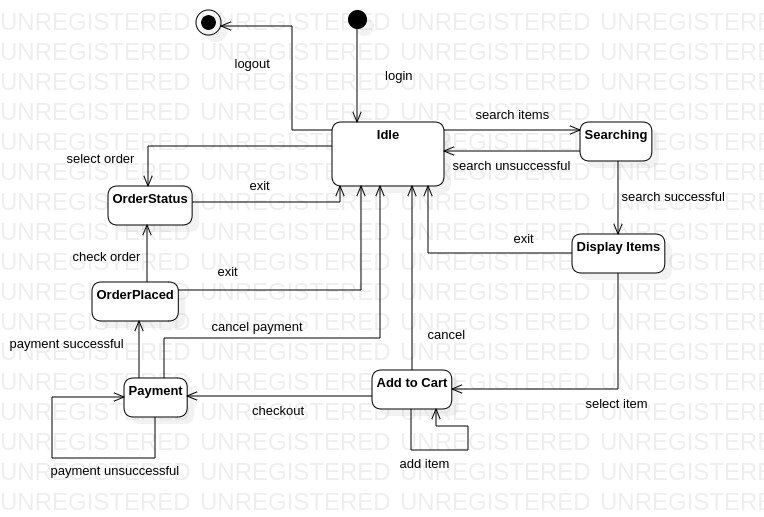 UNREGISTERED UNREGISTERED UNREGISTERED UNREGISTERED
logout
login
search items
Idle
Searching
select order
search unsuccessful
exit
OrderStatus
search successful
exit
Display Items
check order
exit
OrderPlaced
cancel payment
cancel
payment successful
Payment
Add to Cart
checkout
select item
add item
payment unsuccessful